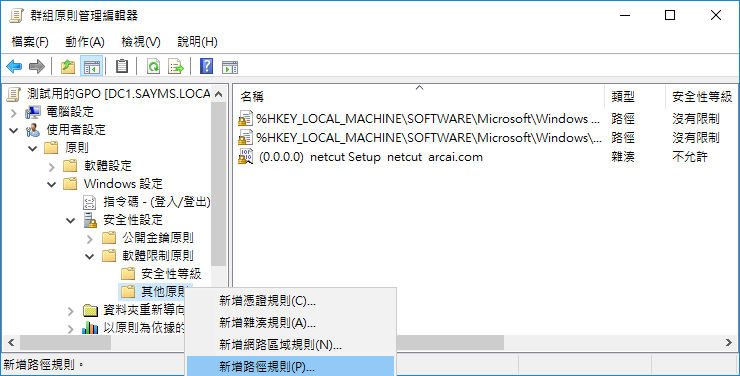 群組原則管理編輯器
檔案(F) 動作(A) 檢視(V) 說明(H)
測試用的GPO [DC1.SAYMS.LOCA
電腦設定
使用者設定
原則
軟體設定
Windows 設定
指令碼 - (登入/登出)
安全性設定
公開金鑰原則
軟體限制原則
安全性等級
其他原則
資料夾重新導向
以原則為依據的
名稱 類型 安全性等級
%HKEY_LOCAL_MACHINE\SOFTWARE\Microsoft\Windows ... 路徑 沒有限制
%HKEY_LOCAL_MACHINE\SOFTWARE\Microsoft\Windows\... 路徑 沒有限制
(0.0.0.0) netcut Setup netcut arcai.com 雜湊 不允許
新增憑證規則(C)...
新增雜湊規則(A)...
新增網路區域規則(N)...
新增路徑規則(P)...
新增路徑規則。